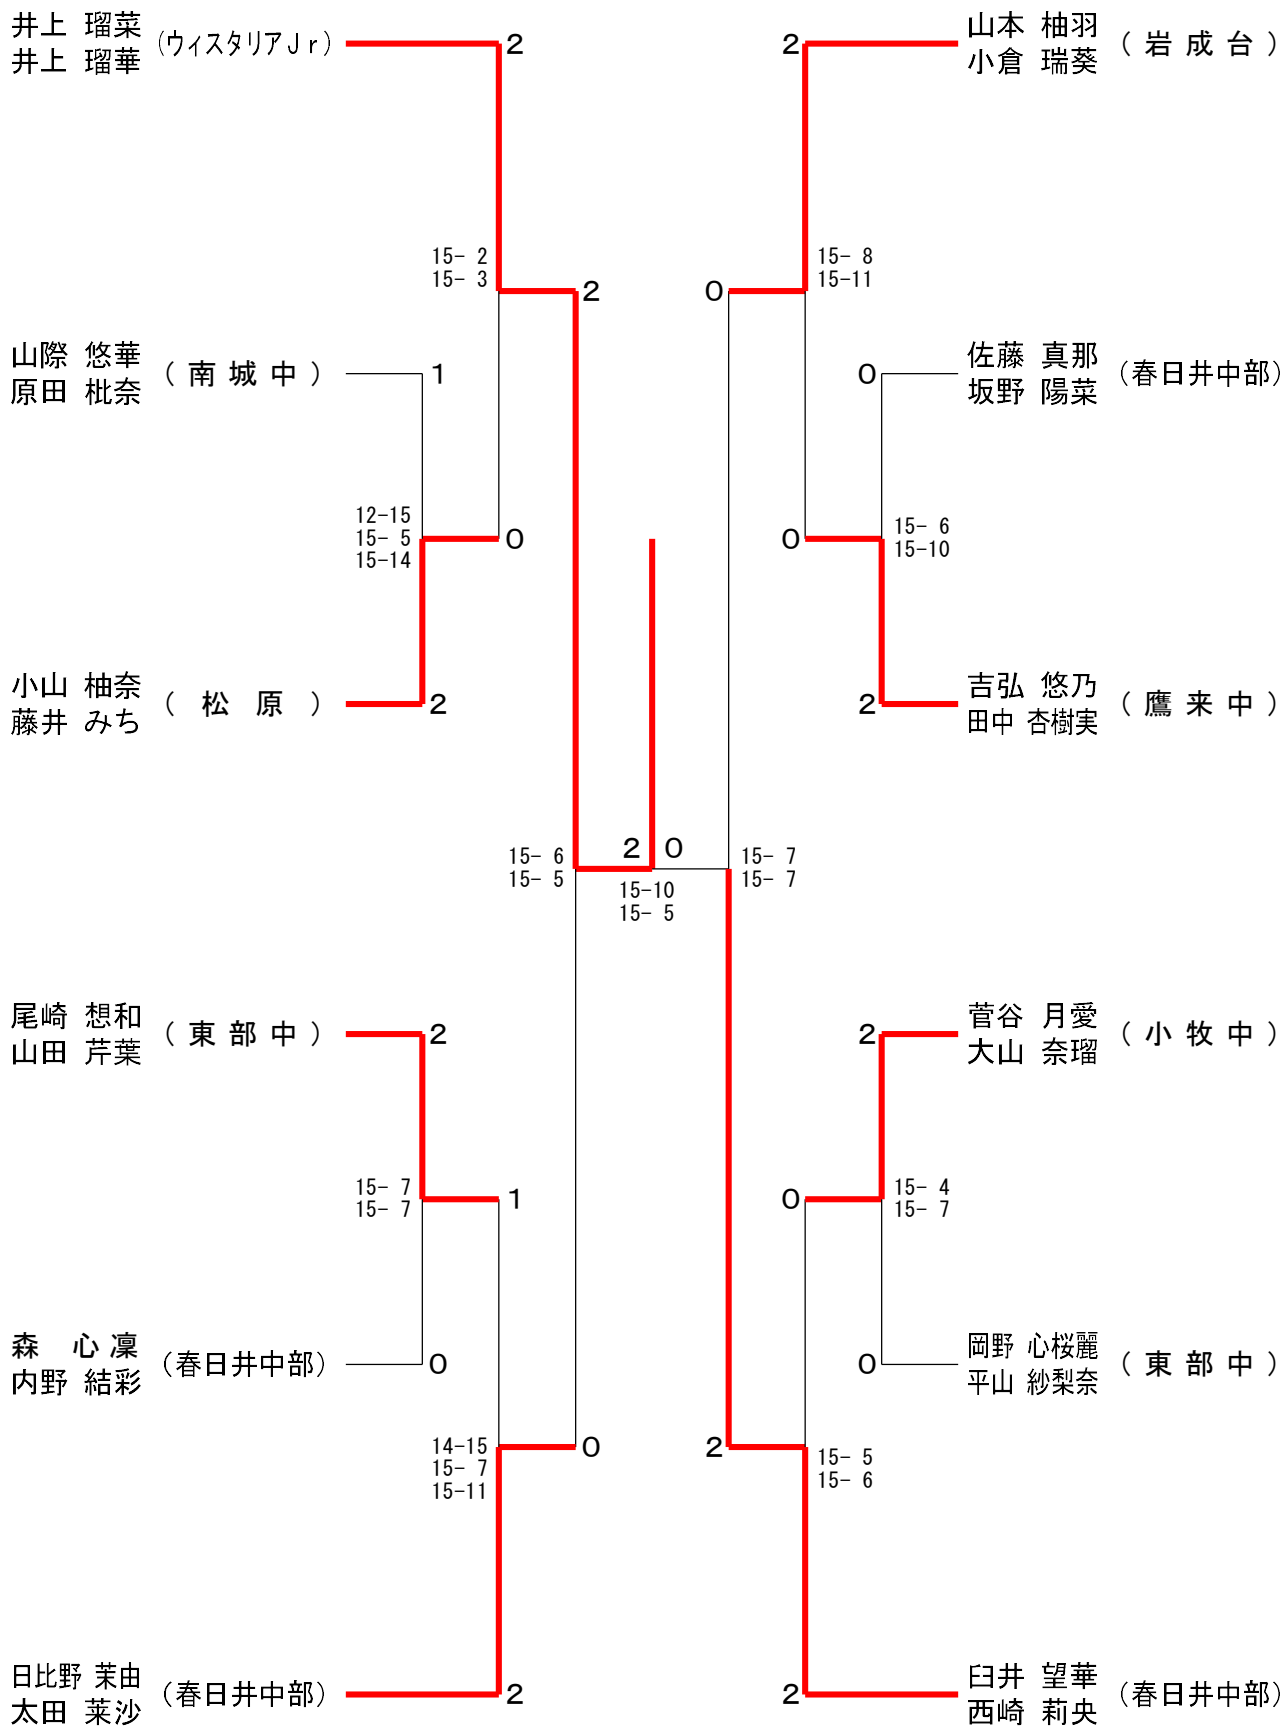 井上 瑠菜
井上 瑠華
(ウィスタリアJr)
2
15- 2
15- 3
2
山際 悠華
原田 枇奈
( 南 城 中 )
1
12-15
15- 5
15-14
0
小山 柚奈
藤井 みち
( 松 原 )
2
15- 6
15- 5
尾崎 想和
山田 芹葉
( 東 部 中 )
2
15- 7
15- 7
1
森 心 凜
内野 結彩
(春日井中部)
0
14-15
15- 7
15-11
0
日比野 茉由
太田 菜沙
(春日井中部)
2
2 0
15-10
15- 5
2
山本 柚羽
小倉 瑞葵
( 岩 成 台 )
0
15- 8
15-11
0
佐藤 真那
坂野 陽菜
(春日井中部)
0
15- 6
15-10
2
吉弘 悠乃
田中 杏樹実
( 鷹 来 中 )
15- 7
15- 7
2
菅谷 月愛
大山 奈瑠
( 小 牧 中 )
0
15- 4
15- 7
0
岡野 心桜麗
平山 紗梨奈
( 東 部 中 )
2
15- 5
15- 6
2
臼井 望華
西崎 莉央
(春日井中部)